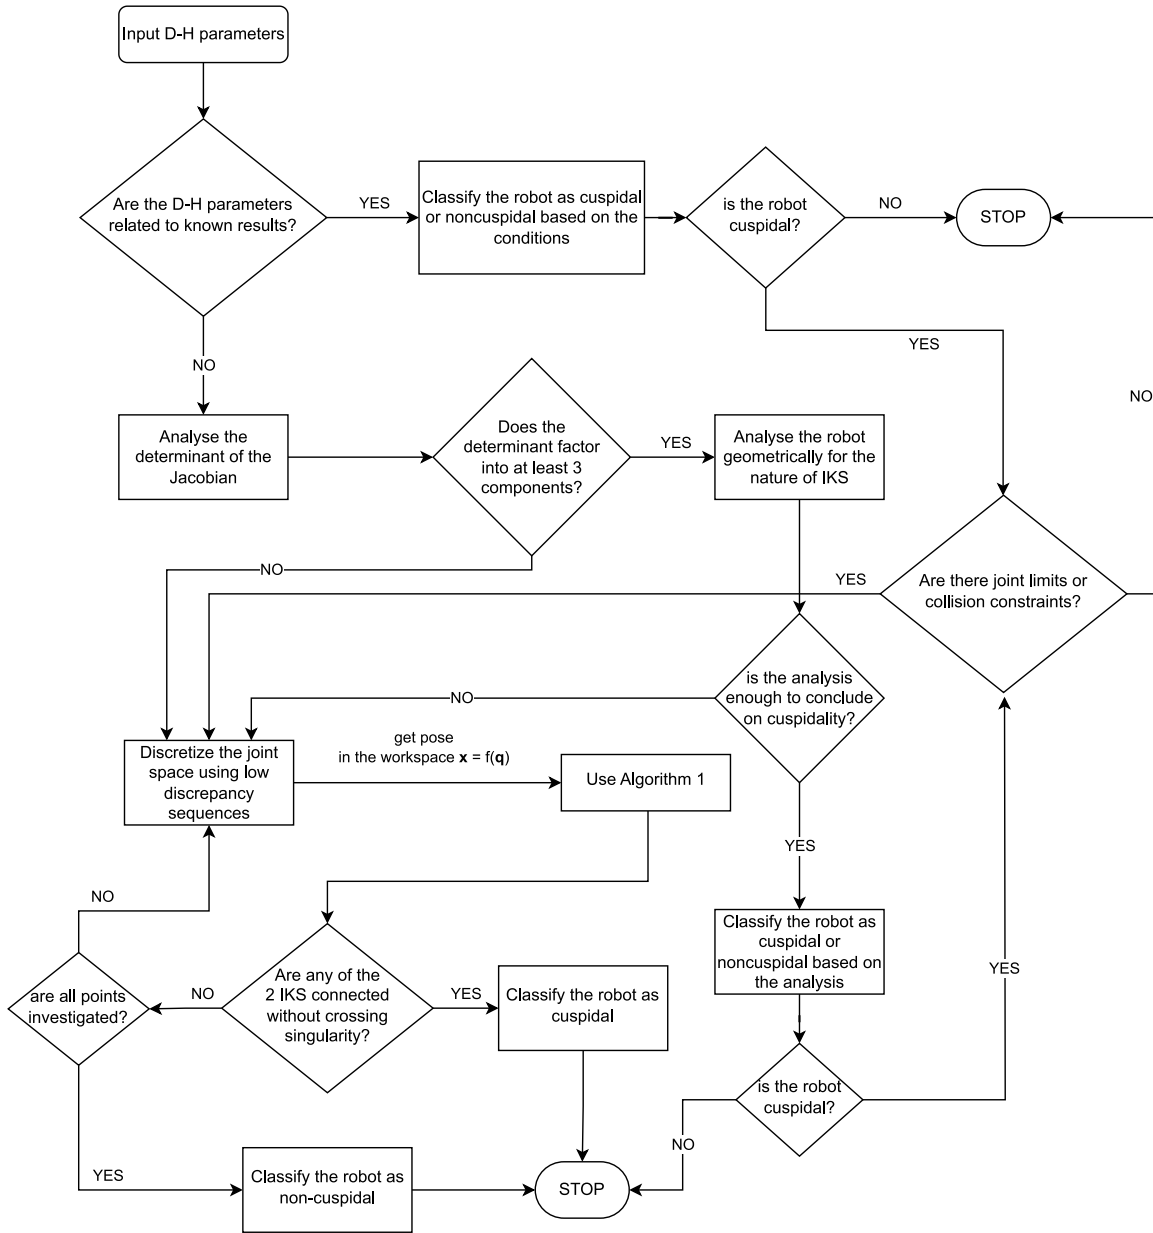 Input D-H parameters
Are the D-H parameters
related to known results?
YES
Classify the robot as cuspidal
or noncuspidal based on the
conditions
is the robot
cuspidal?
NO
STOP
YES
NO
NO
Analyse the
determinant of the
Jacobian
Does the
determinant factor
into at least 3
components?
YES
Analyse the robot
geometrically for the
nature of IKS
NO
YES
Are there joint limits or
collision constraints?
is the analysis
enough to conclude
on cuspidality?
NO
Discretize the joint
space using low
discrepancy
sequences
get pose
in the workspace x = f(q)
Use Algorithm 1
YES
NO
Classify the robot as
cuspidal or
noncuspidal based on
the analysis
YES
are all points
investigated?
NO
Are any of the
2 IKS connected
without crossing
singularity?
YES
Classify the robot as
cuspidal
is the robot
cuspidal?
NO
YES
Classify the robot as
non-cuspidal
STOP